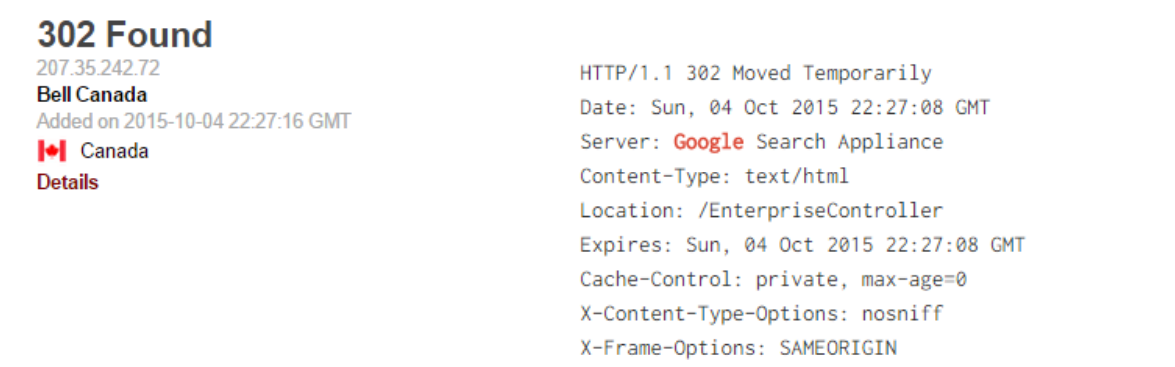 302 Found
207.35.242.72
Bell Canada
Added on 2015-10-04 22:27:16 GMT
Canada
Details
HTTP/1.1 302 Moved Temporarily
Date: Sun, 04 Oct 2015 22:27:08 GMT
Server: Google Search Appliance
Content-Type: text/html
Location: /EnterpriseController
Expires: Sun, 04 Oct 2015 22:27:08 GMT
Cache-Control: private, max-age=0
X-Content-Type-Options: nosniff
X-Frame-Options: SAMEORIGIN